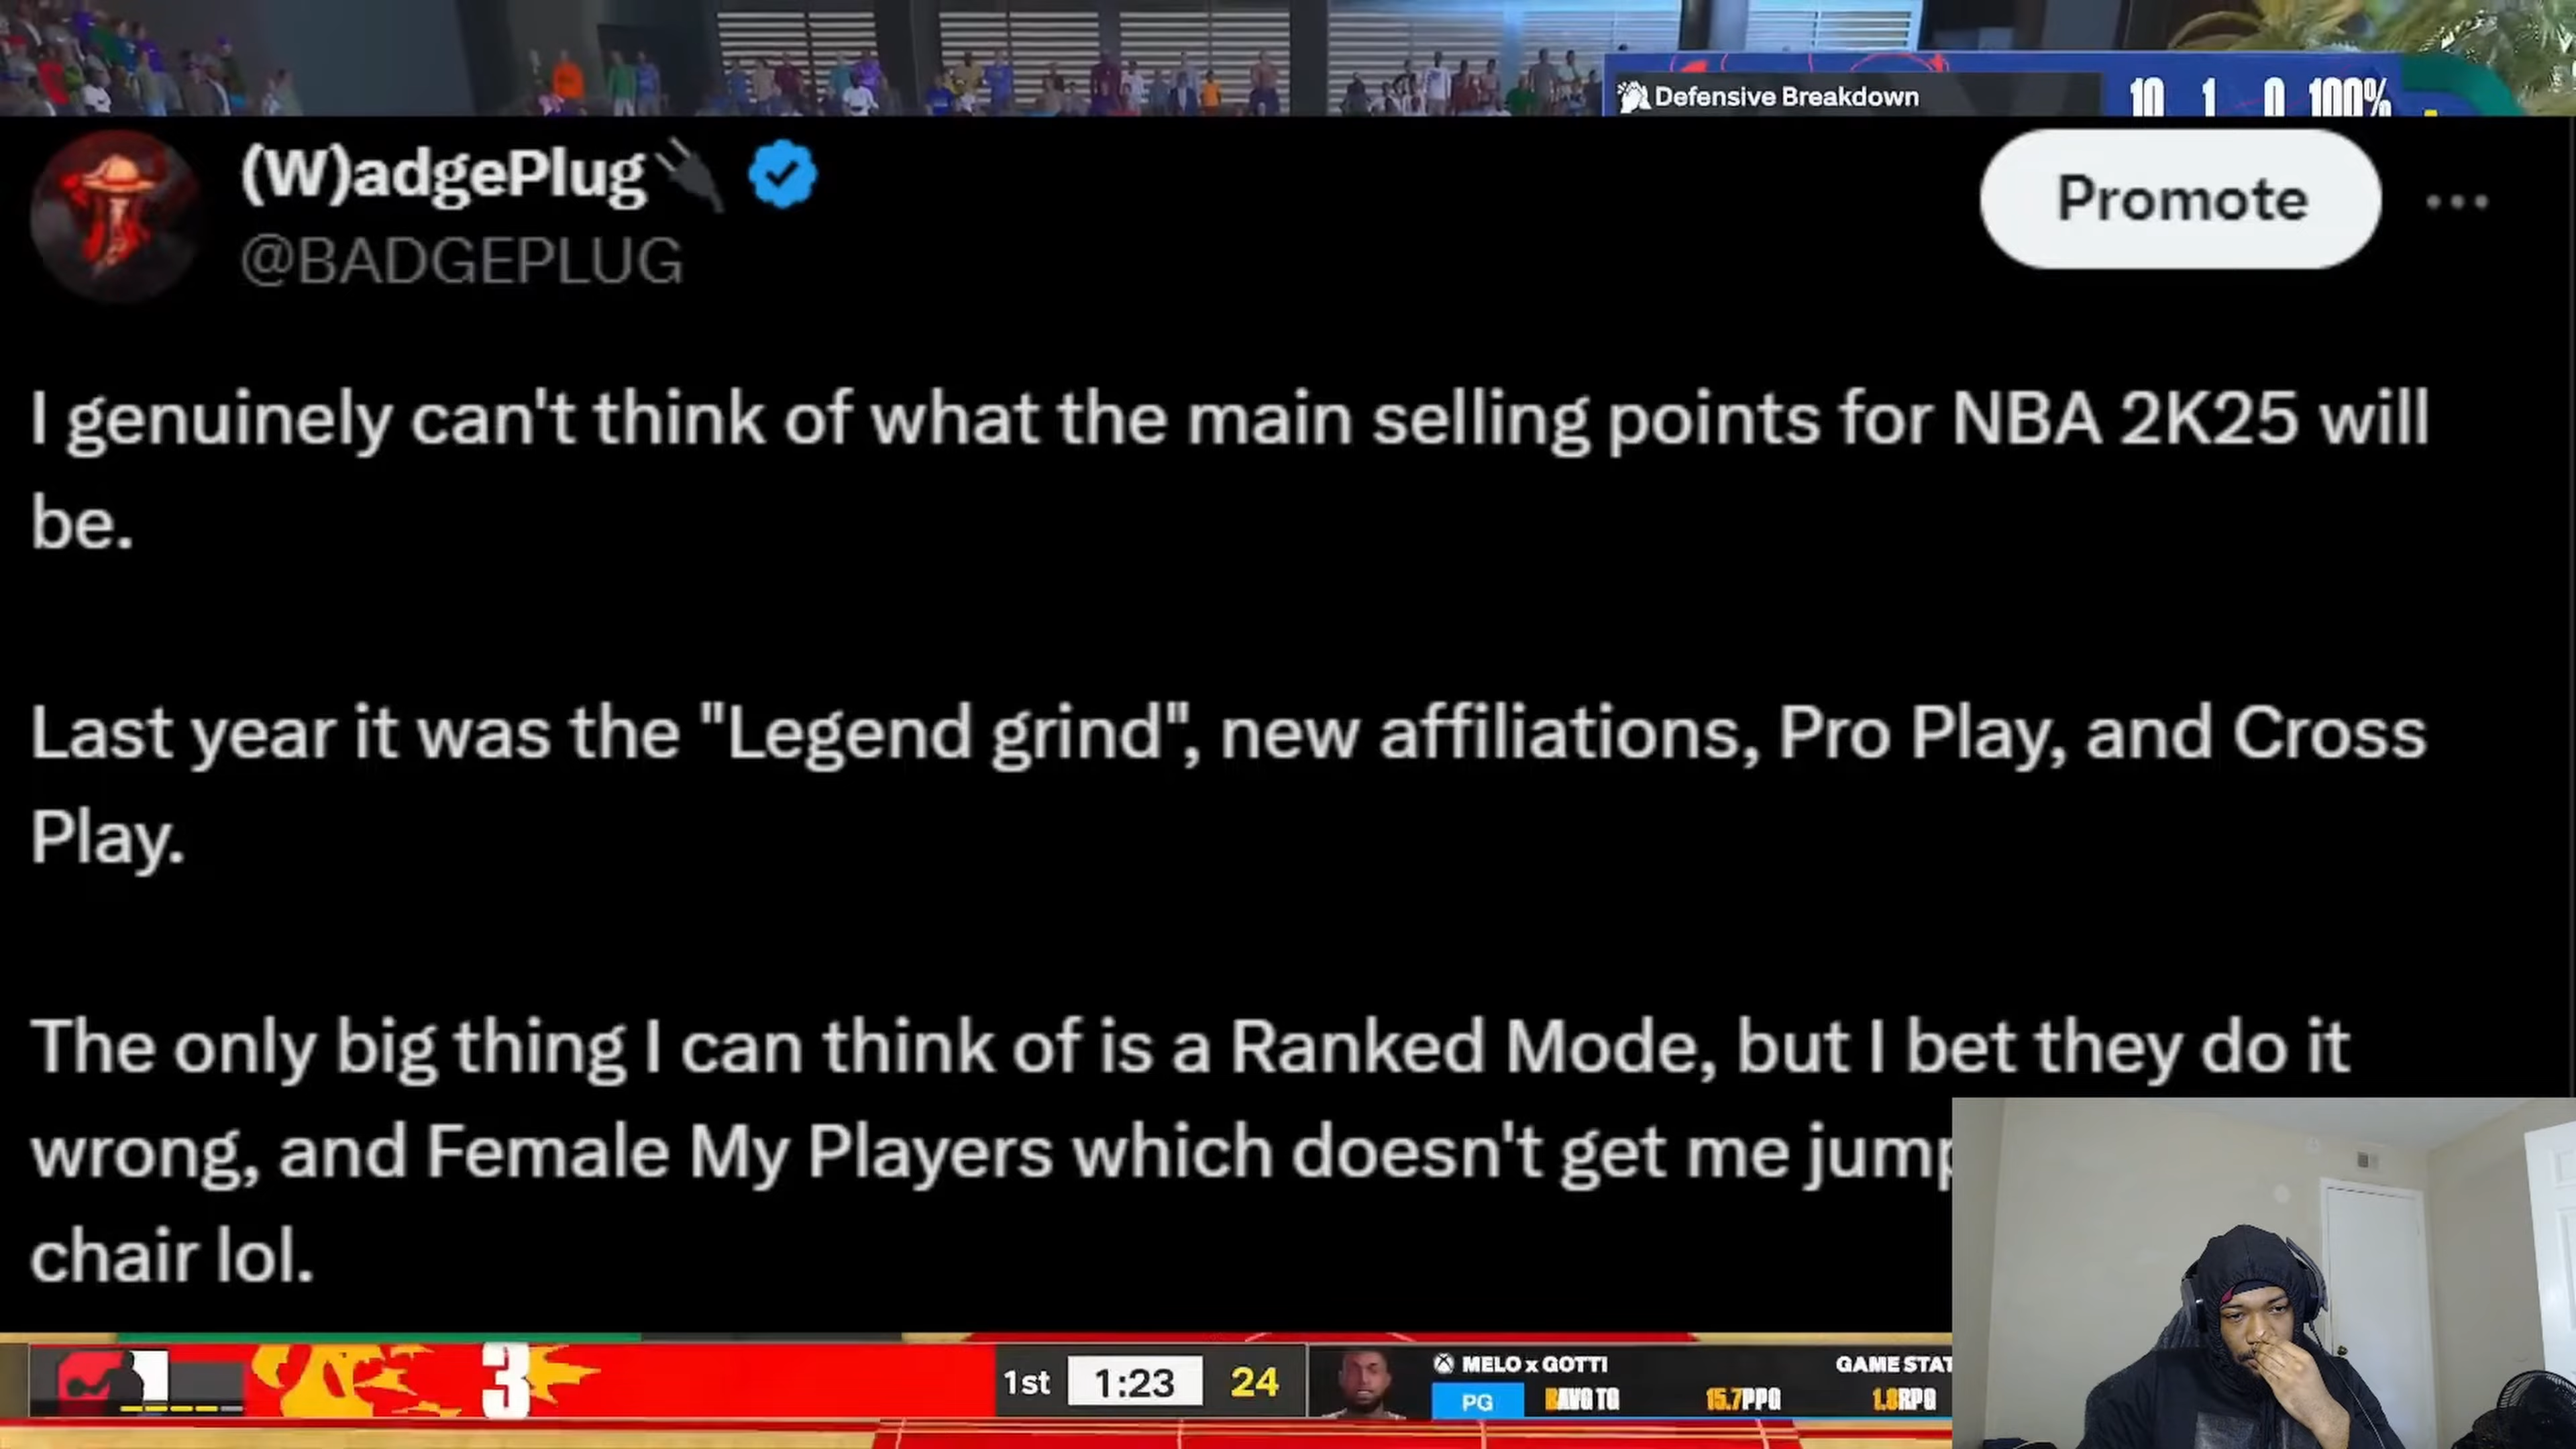 Defensive Breakdown
10 1 0 100%
(W)adgePlug
@BADGEPLUG
Promote
I genuinely can't think of what the main selling points for NBA 2K25 will
be.
Last year it was the "Legend grind", new affiliations, Pro Play, and Cross
Play.
The only big thing I can think of is a Ranked Mode, but I bet they do it
wrong, and Female My Players which doesn't get me jump
chair lol.
3
1st 1:23 24
MELO x GOTTI
GAME STAT
PG
15.7PPG
1.8RPG